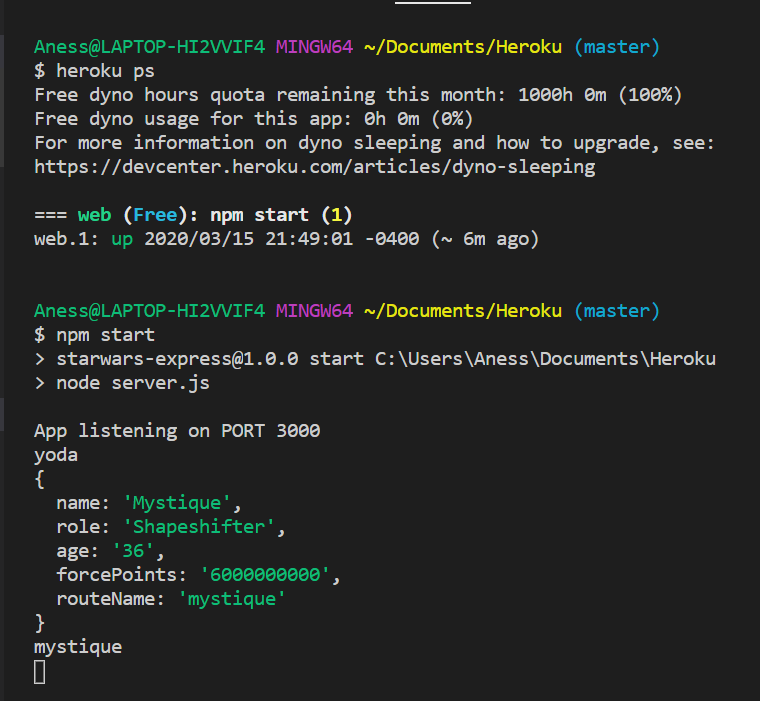 Aness@LAPTOP-HI2VVIF4 MINGW64 ~/Documents/Heroku (master)
$ heroku ps
Free dyno hours quota remaining this month: 1000h 0m (100%)
Free dyno usage for this app: 0h 0m (0%)
For more information on dyno sleeping and how to upgrade, see:
https://devcenter.heroku.com/articles/dyno-sleeping

=== web (Free): npm start (1)
web.1: up 2020/03/15 21:49:01 -0400 (~ 6m ago)

Aness@LAPTOP-HI2VVIF4 MINGW64 ~/Documents/Heroku (master)
$ npm start
> starwars-express@1.0.0 start C:\Users\Aness\Documents\Heroku
> node server.js

App listening on PORT 3000
yoda
{
  name: 'Mystique',
  role: 'Shapeshifter',
  age: '36',
  forcePoints: '6000000000',
  routeName: 'mystique'
}
mystique